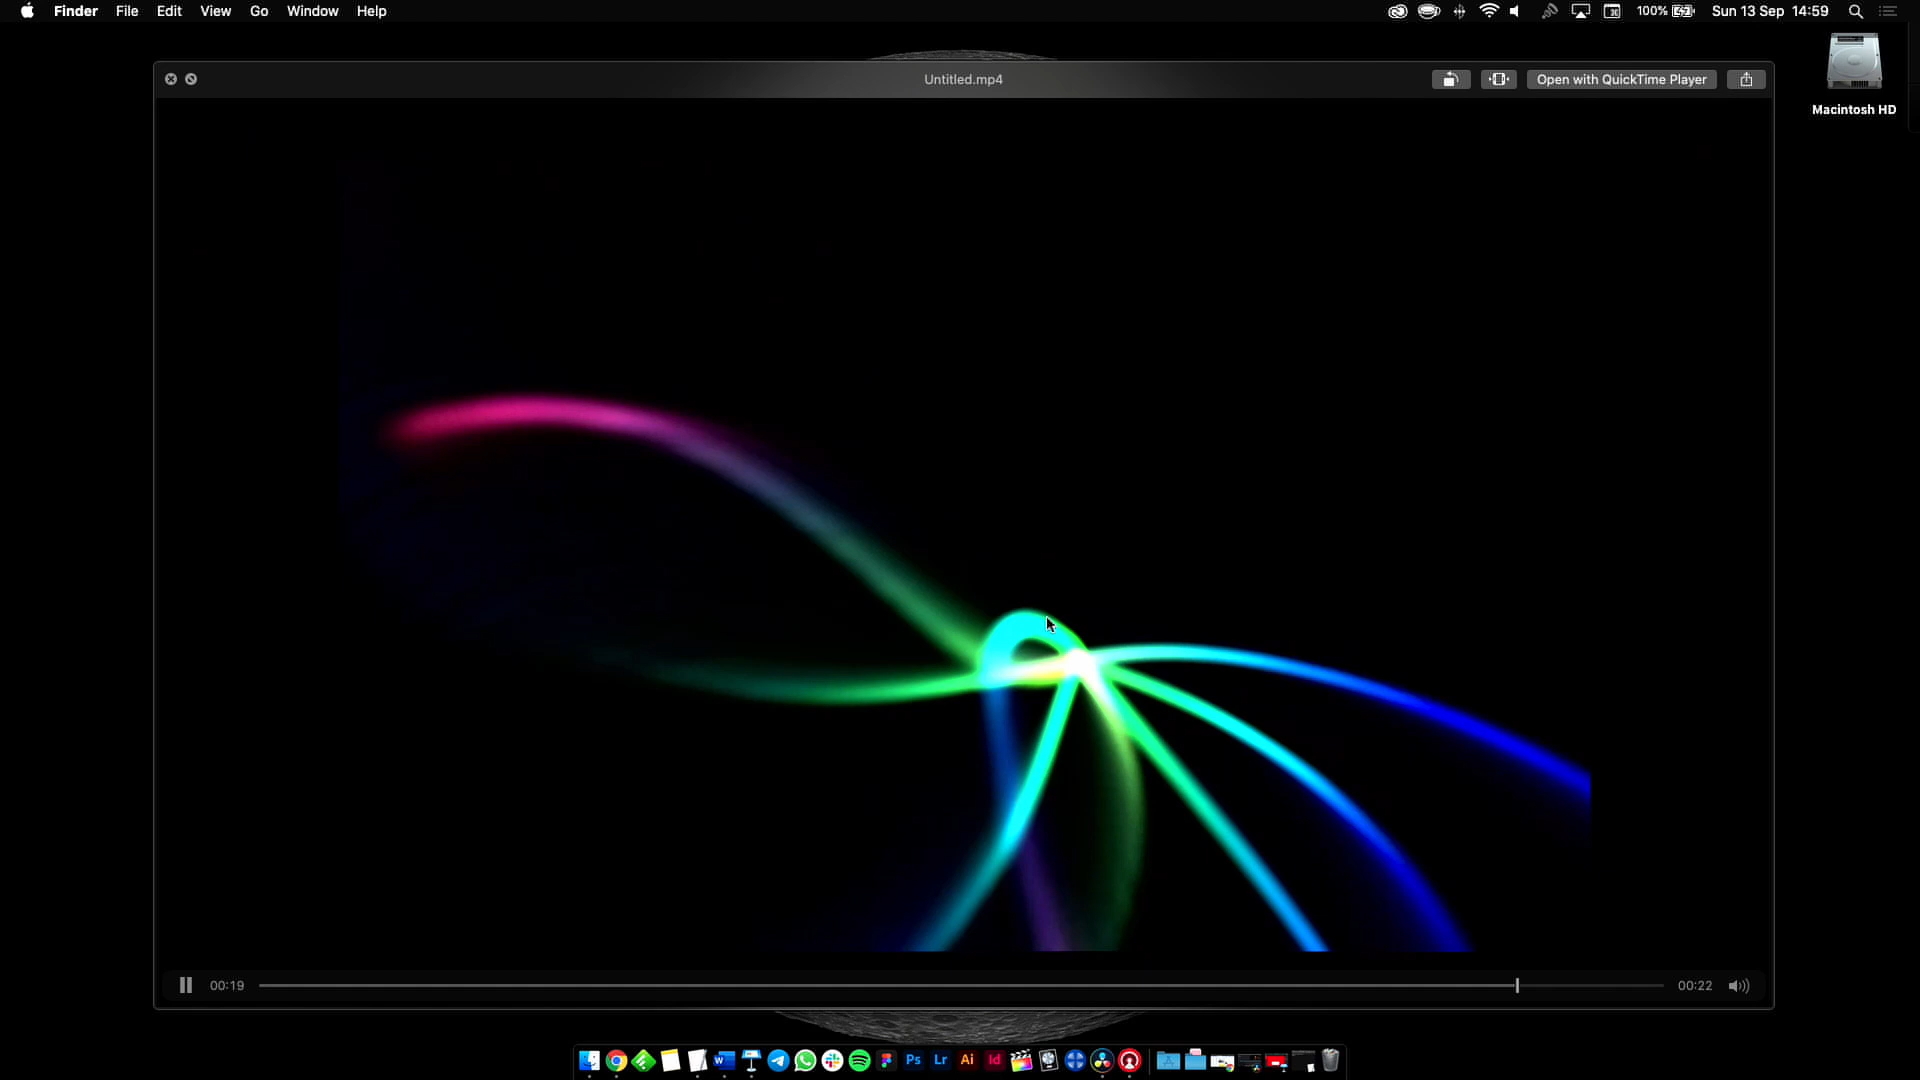 Finder File Edit View Go Window Help 100% Sun 13 Sep 14:59
Untitled.mp4 Open with QuickTime Player
Macintosh HD
00:19 00:22
W Ps Lr Ai Id